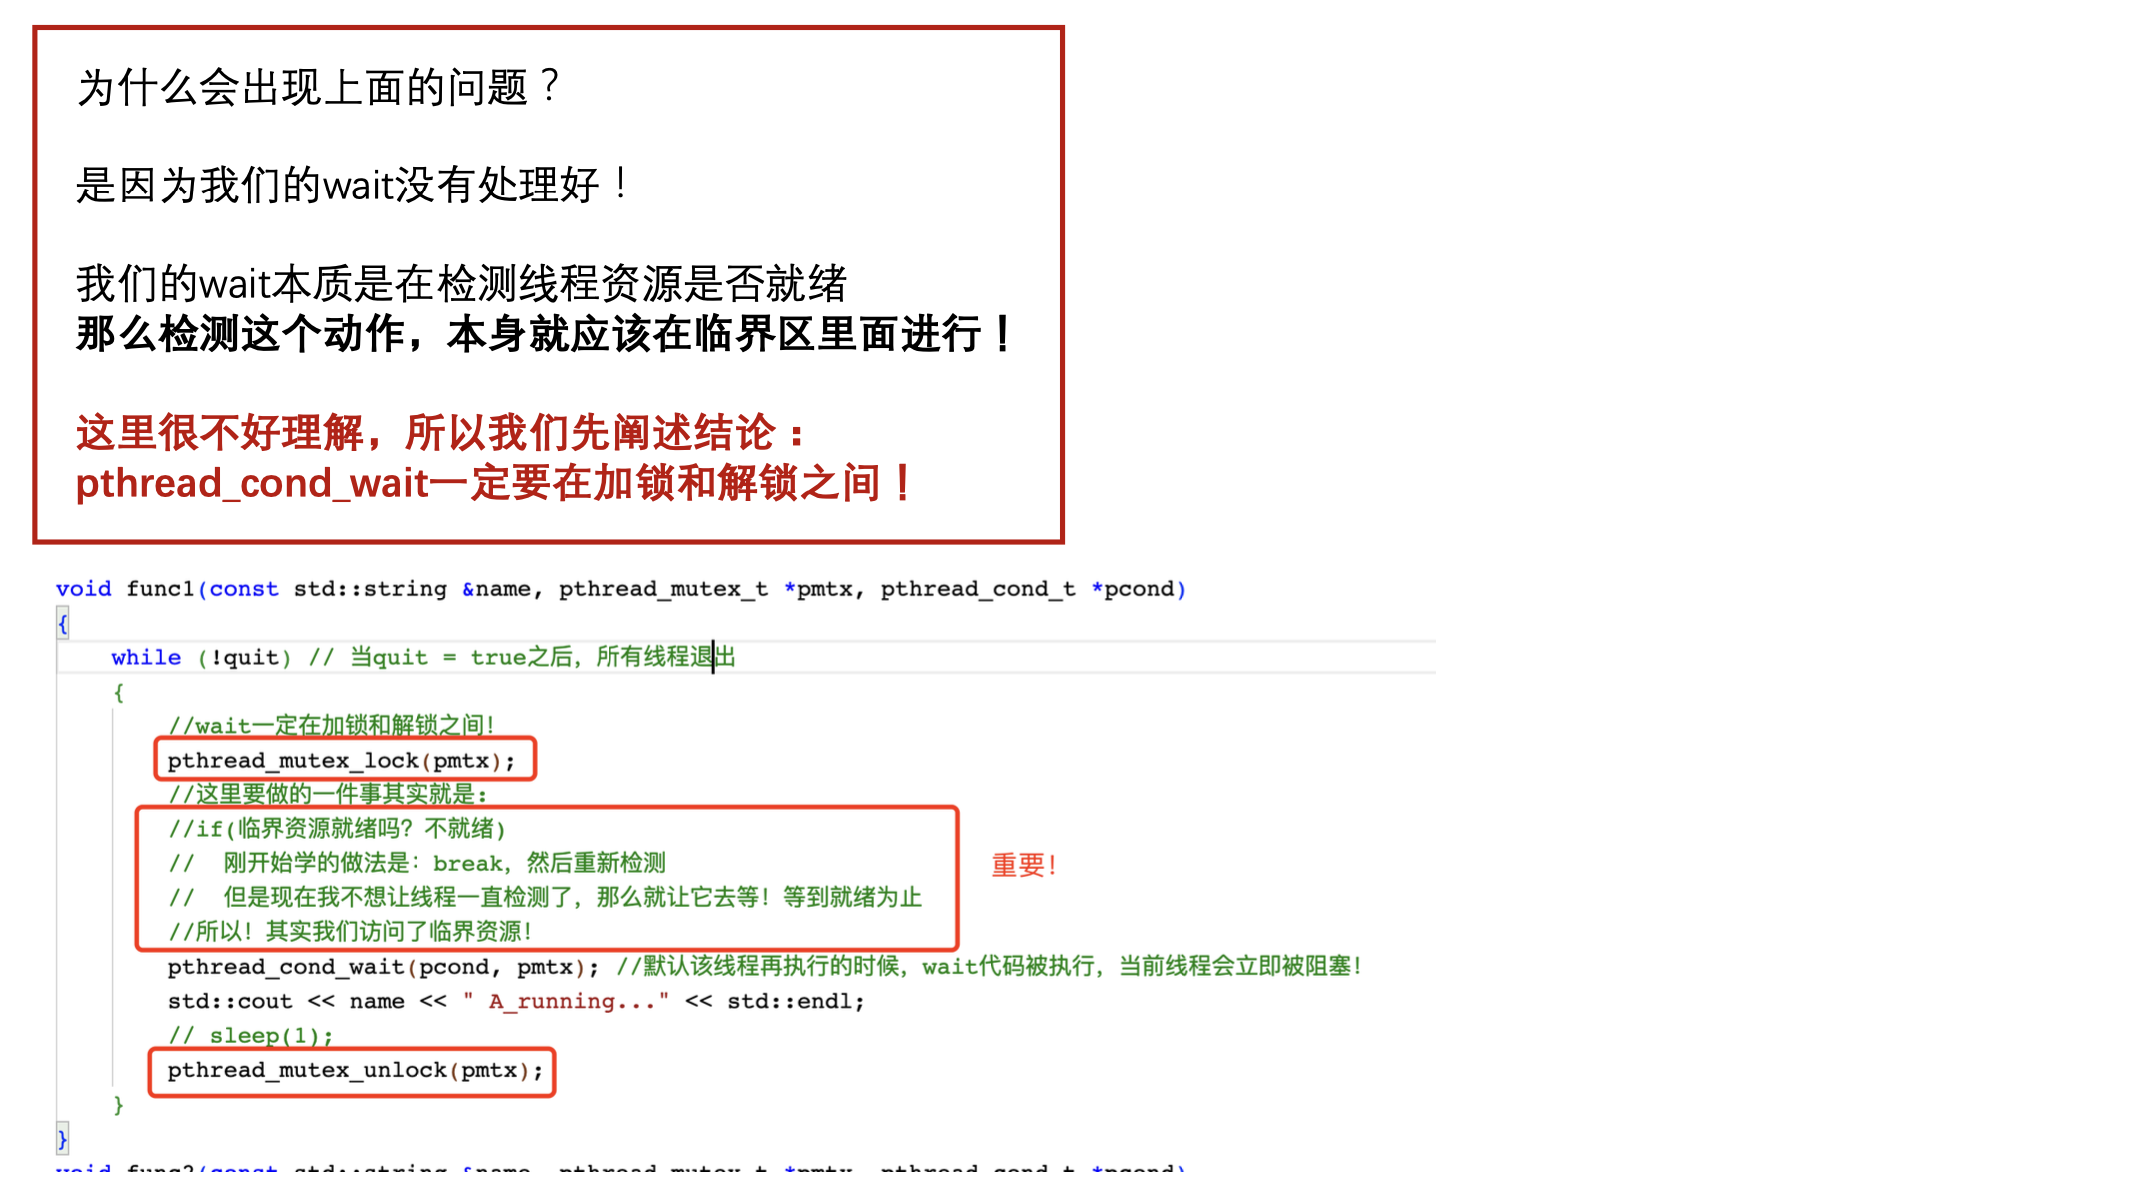 为什么会出现上面的问题？
是因为我们的wait没有处理好！
我们的wait本质是在检测线程资源是否就绪
那么检测这个动作，本身就应该在临界区里面进行！
这里很不好理解，所以我们先阐述结论：
pthread_cond_wait一定要在加锁和解锁之间！
void func1(const std::string &name, pthread_mutex_t *pmtx, pthread_cond_t *pcond)
{
while (!quit) // 当quit = true之后，所有线程退出
{
//wait一定在加锁和解锁之间！
pthread_mutex_lock(pmtx);
//这里要做的一件事其实就是：
//if(临界资源就绪吗？不就绪)
// 刚开始学的做法是：break，然后重新检测
// 但是现在我不想让线程一直检测了，那么就让它去等！等到就绪为止
//所以！其实我们访问了临界资源！
重要！
pthread_cond_wait(pcond, pmtx); //默认该线程再执行的时候，wait代码被执行，当前线程会立即被阻塞！
std::cout << name << " A_running..." << std::endl;
// sleep(1);
pthread_mutex_unlock(pmtx);
}
}
void func2(const std::string &name, pthread_mutex_t *pmtx, pthread_cond_t *pcond)